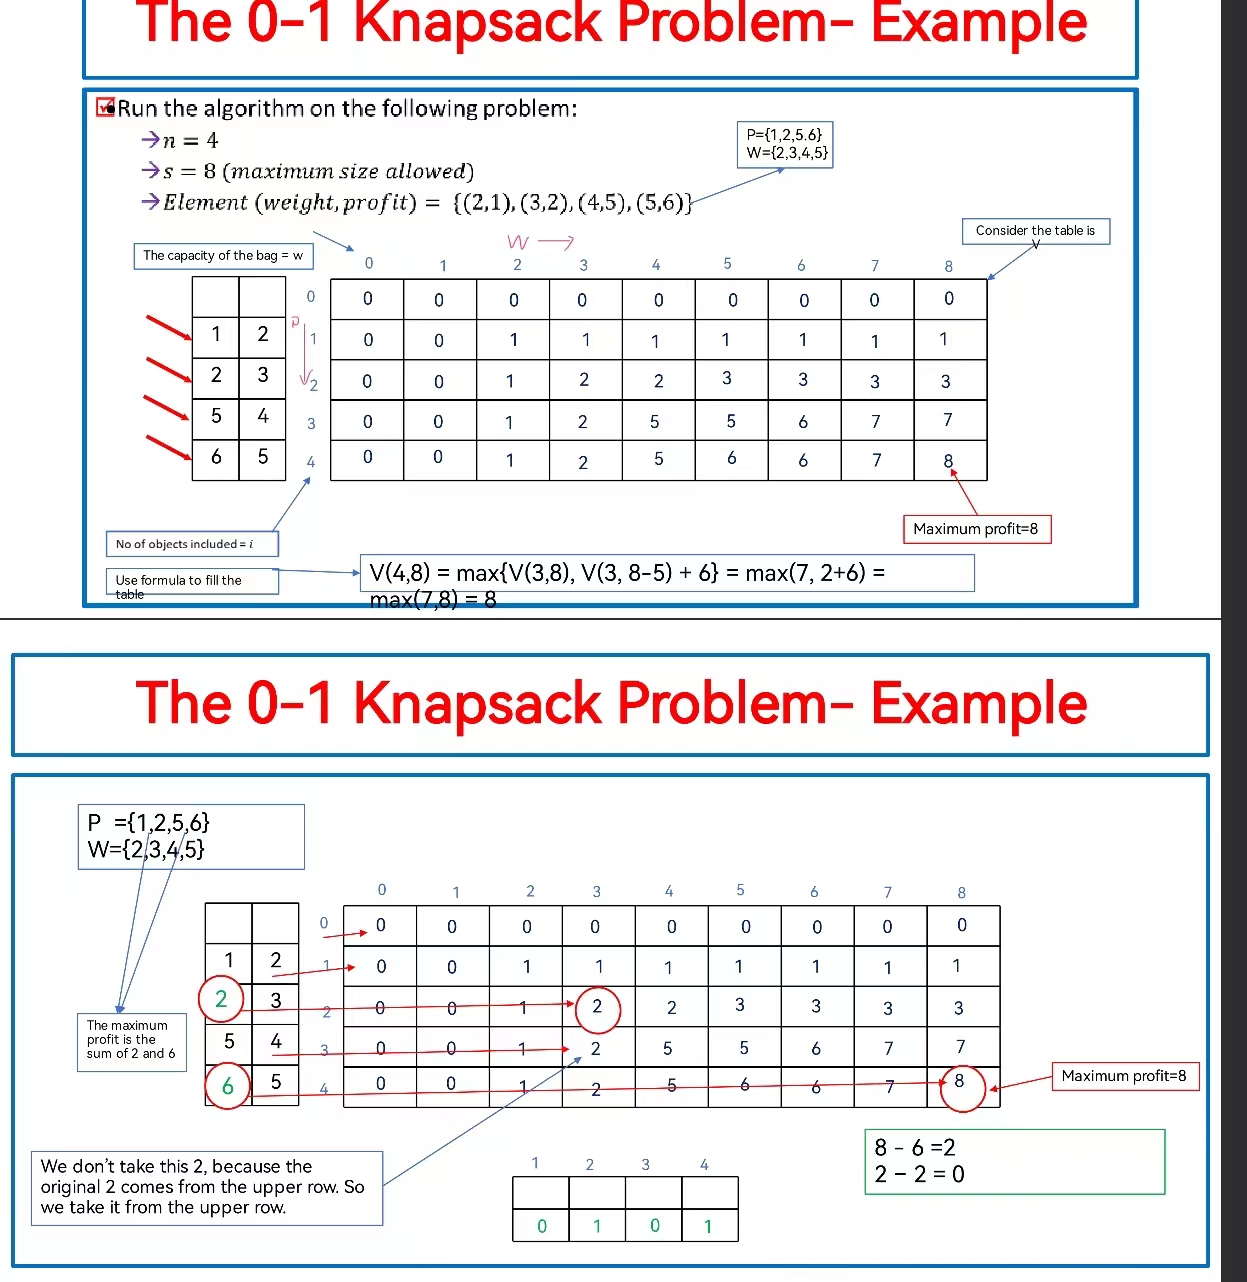 The 0-1 Knapsack Problem- Example
Run the algorithm on the following problem:
→n = 4
→s = 8 (maximum size allowed)
→Element (weight, profit) = {(2,1), (3,2), (4,5), (5,6)}
P={1,2,5.6}
W={2,3,4,5}
Consider the table is
V
The capacity of the bag = w
W →
0 1 2 3 4 5 6 7 8
0 0 0 0 0 0 0 0 0 0
P
1 2 1 0 0 1 1 1 1 1 1 1
2 3 2 0 0 1 2 2 3 3 3 3
5 4 3 0 0 1 2 5 5 6 7 7
6 5 4 0 0 1 2 5 6 6 7 8
Maximum profit=8
No of objects included = i
Use formula to fill the
table
V(4,8) = max{V(3,8), V(3, 8-5) + 6} = max(7, 2+6) =
max(7,8) = 8
The 0-1 Knapsack Problem- Example
P ={1,2,5,6}
W={2,3,4,5}
0 1 2 3 4 5 6 7 8
0 0 0 0 0 0 0 0 0 0
1 2 1 0 0 1 1 1 1 1 1 1
2 3 2 0 0 1 2 2 3 3 3 3
5 4 3 0 0 1 2 5 5 6 7 7
6 5 4 0 0 1 2 5 6 6 7 8
The maximum
profit is the
sum of 2 and 6
Maximum profit=8
We don't take this 2, because the
original 2 comes from the upper row. So
we take it from the upper row.
1 2 3 4
0 1 0 1
8 - 6 =2
2 - 2 = 0